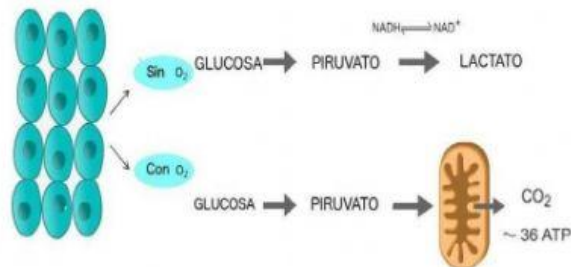 NADH ⇌ NAD⁺
Sin O₂ GLUCOSA PIRUVATO LACTATO
Con O₂
GLUCOSA PIRUVATO CO₂
~ 36 ATP